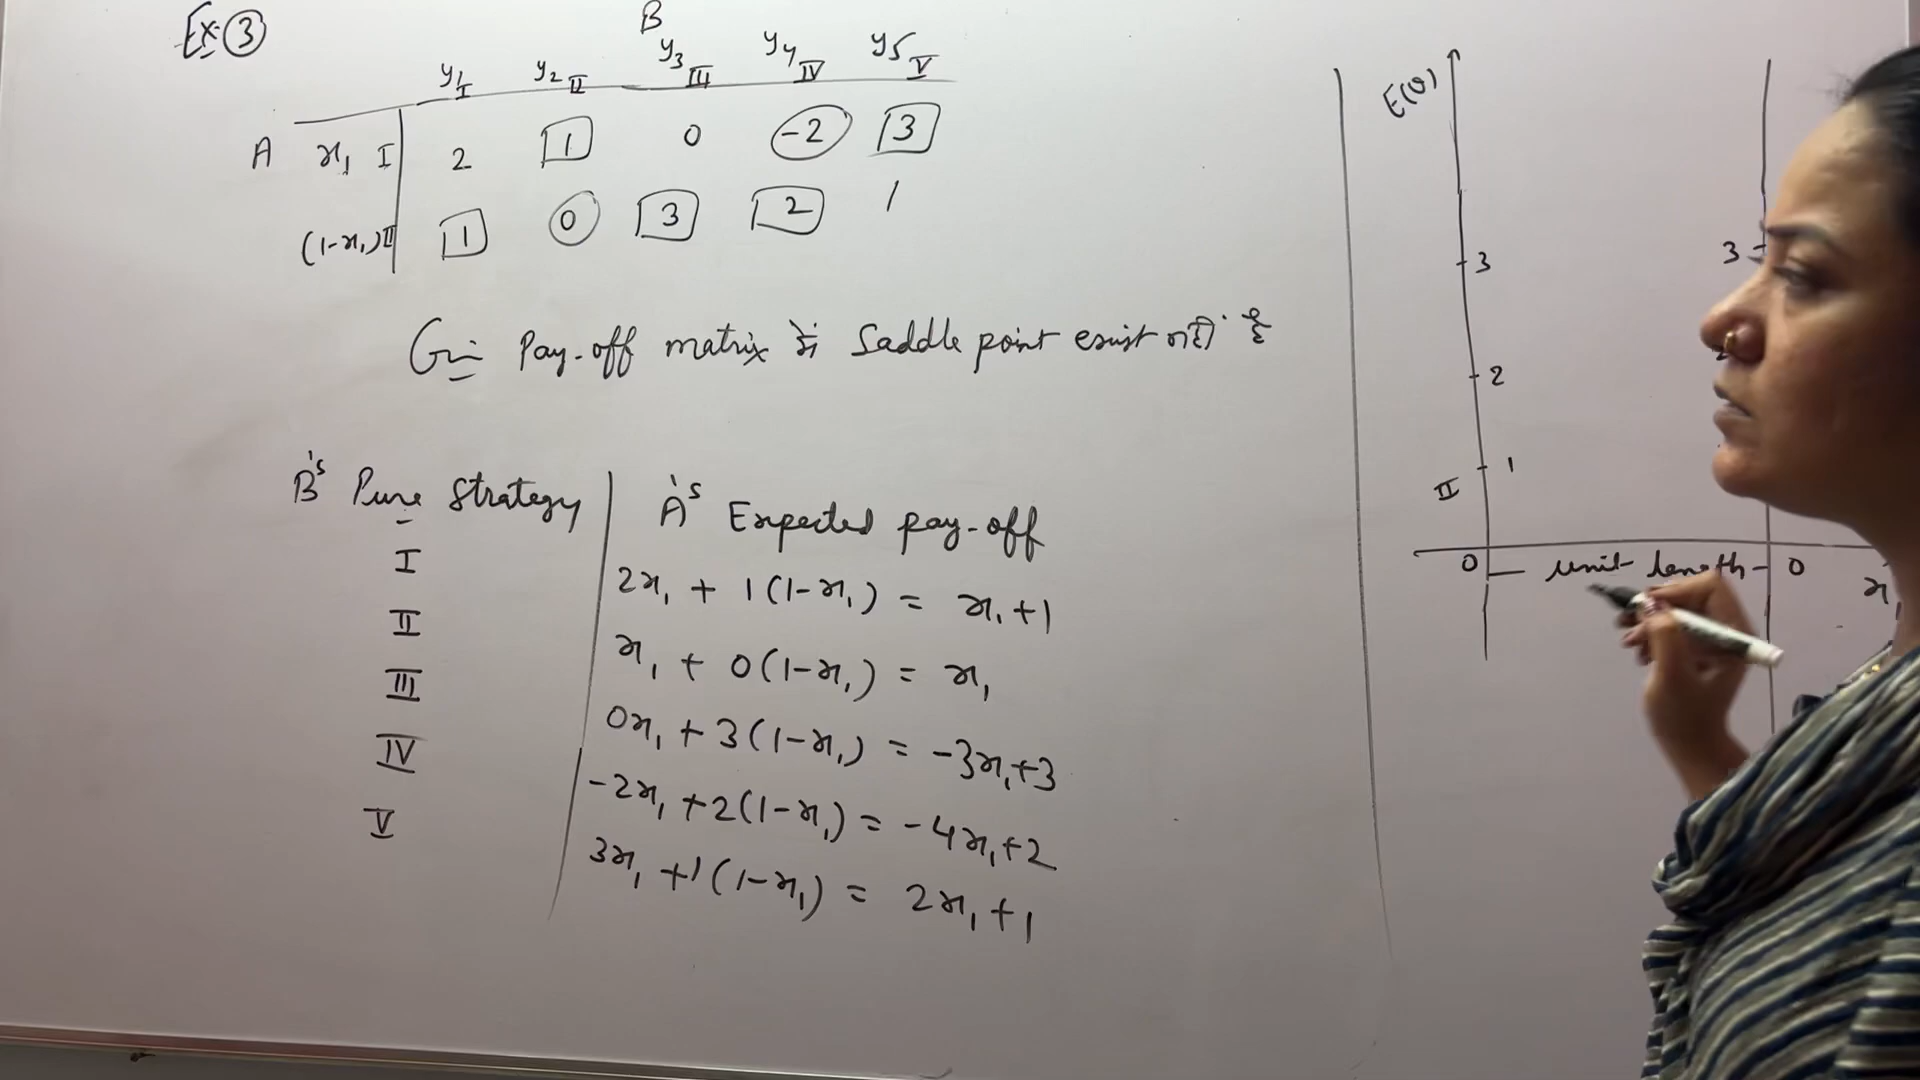 Ex. ③
B
y₁ I y₂ II y₃ III y₄ IV y₅ V
A x₁ I 2 1 0 -2 3
(1-x₁) II 1 0 3 2 1
Pay-off matrix में Saddle point exist नहीं
B's Pure Strategy A's Expected pay-off
I 2x₁ + 1(1-x₁) = x₁+1
II x₁ + 0(1-x₁) = x₁
III 0x₁ + 3(1-x₁) = -3x₁+3
IV -2x₁ +2(1-x₁) = -4x₁+2
V 3x₁ +1(1-x₁) = 2x₁+1
E(v)
3 3
2
1
II
0 unit length 0 x₁